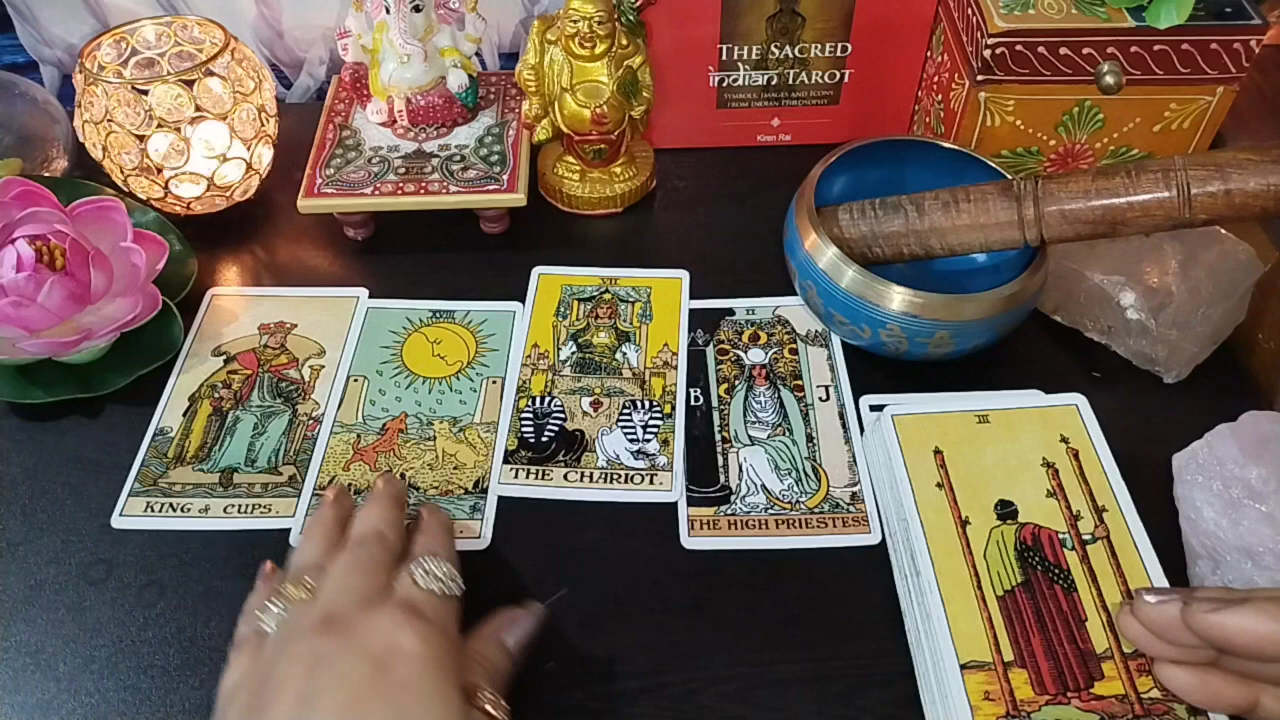 THE SACRED
indian TAROT
SYMBOLS, IMAGES AND ICONS
FROM INDIAN PHILOSOPHY
Kiren Rai
KING of CUPS.
XVIII
VII
THE CHARIOT.
II
B
J
THE HIGH PRIESTESS
III